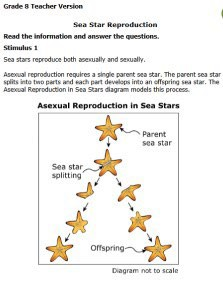 Grade 8 Teacher Version
Sea Star Reproduction
Read the information and answer the questions.
Stimulus 1
Sea stars reproduce both asexually and sexually.
Asexual reproduction requires a single parent sea star. The parent sea star
splits into two parts and each part develops into an offspring sea star. The
Asexual Reproduction in Sea Stars diagram models this process.
Asexual Reproduction in Sea Stars
Parent
sea star
Sea star
splitting
Offspring
Diagram not to scale